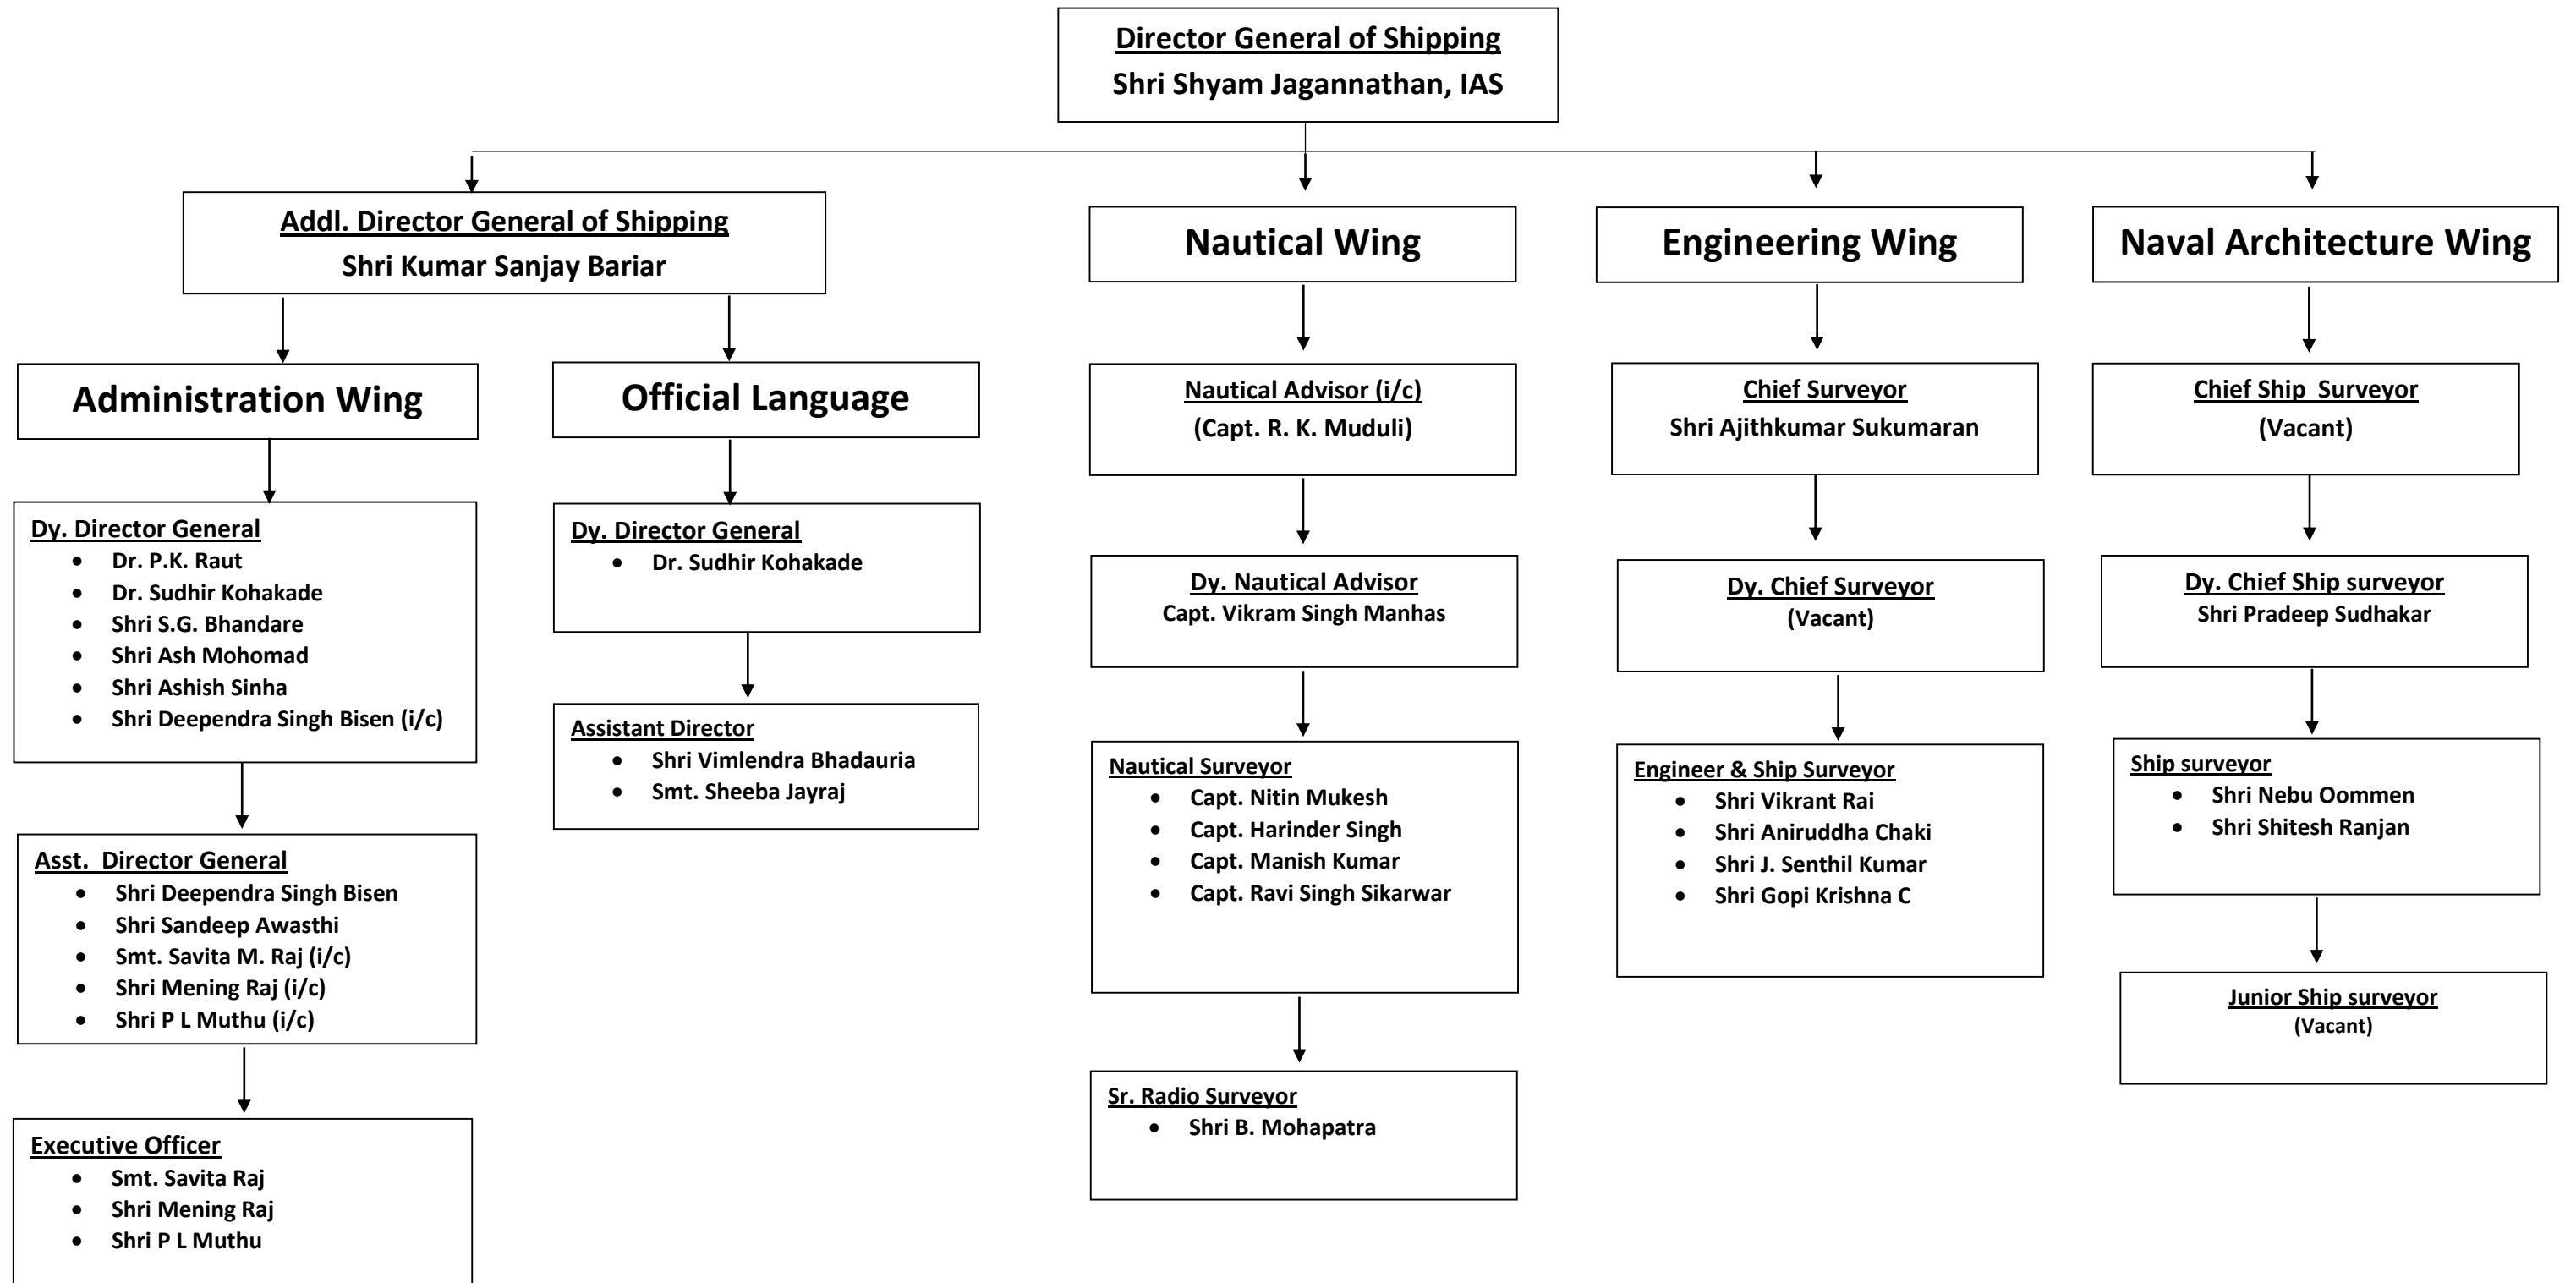 Director General of Shipping
Shri Shyam Jagannathan, IAS
Addl. Director General of Shipping
Shri Kumar Sanjay Bariar
Administration Wing
Dy. Director General
• Dr. P.K. Raut
• Dr. Sudhir Kohakade
• Shri S.G. Bhandare
• Shri Ash Mohomad
• Shri Ashish Sinha
• Shri Deependra Singh Bisen (i/c)
Asst. Director General
• Shri Deependra Singh Bisen
• Shri Sandeep Awasthi
• Smt. Savita M. Raj (i/c)
• Shri Mening Raj (i/c)
• Shri P L Muthu (i/c)
Executive Officer
• Smt. Savita Raj
• Shri Mening Raj
• Shri P L Muthu
Official Language
Dy. Director General
• Dr. Sudhir Kohakade
Assistant Director
• Shri Vimlendra Bhadauria
• Smt. Sheeba Jayraj
Nautical Wing
Nautical Advisor (i/c)
(Capt. R. K. Muduli)
Dy. Nautical Advisor
Capt. Vikram Singh Manhas
Nautical Surveyor
• Capt. Nitin Mukesh
• Capt. Harinder Singh
• Capt. Manish Kumar
• Capt. Ravi Singh Sikarwar
Sr. Radio Surveyor
• Shri B. Mohapatra
Engineering Wing
Chief Surveyor
Shri Ajithkumar Sukumaran
Dy. Chief Surveyor
(Vacant)
Engineer & Ship Surveyor
• Shri Vikrant Rai
• Shri Aniruddha Chaki
• Shri J. Senthil Kumar
• Shri Gopi Krishna C
Naval Architecture Wing
Chief Ship Surveyor
(Vacant)
Dy. Chief Ship surveyor
Shri Pradeep Sudhakar
Ship surveyor
• Shri Nebu Oommen
• Shri Shitesh Ranjan
Junior Ship surveyor
(Vacant)